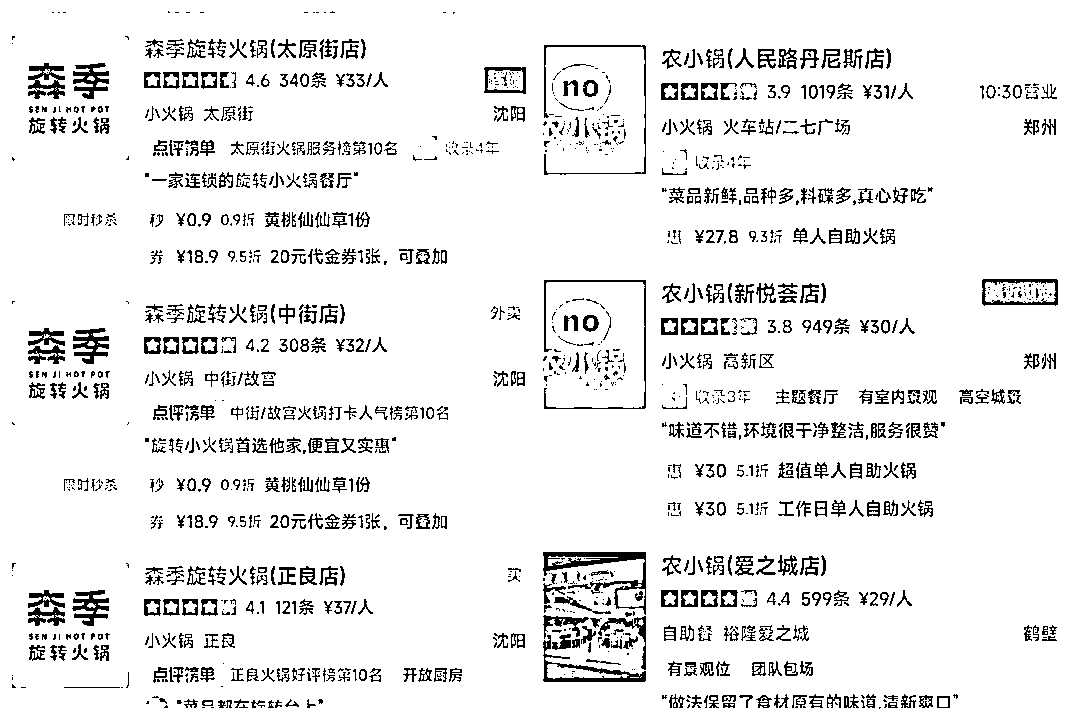 森季
SEN JI HOT POT
旋转火锅
森季旋转火锅(太原街店)
4.6 340条 ¥33/人
小火锅 太原街 沈阳
点评榜单 太原街火锅服务榜第10名 收录4年
"一家连锁的旋转小火锅餐厅"
限时秒杀 秒 ¥0.9 0.9折 黄桃仙仙草1份
券 ¥18.9 9.5折 20元代金券1张，可叠加
森季
SEN JI HOT POT
旋转火锅
森季旋转火锅(中街店) 外卖
4.2 308条 ¥32/人
小火锅 中街/故宫 沈阳
点评榜单 中街/故宫火锅打卡人气榜第10名
"旋转小火锅首选他家,便宜又实惠"
限时秒杀 秒 ¥0.9 0.9折 黄桃仙仙草1份
券 ¥18.9 9.5折 20元代金券1张，可叠加
森季
SEN JI HOT POT
旋转火锅
森季旋转火锅(正良店)
4.1 121条 ¥37/人
小火锅 正良 沈阳
点评榜单 正良火锅好评榜第10名 开放厨房
"菜品都在旋转台上"
no
农小锅
农小锅(人民路丹尼斯店)
3.9 1019条 ¥31/人 10:30营业
小火锅 火车站/二七广场 郑州
收录4年
"菜品新鲜,品种多,料碟多,真心好吃"
惠 ¥27.8 9.3折 单人自助火锅
no
农小锅
农小锅(新悦荟店)
3.8 949条 ¥30/人
小火锅 高新区 郑州
收录3年 主题餐厅 有室内景观 高空城景
"味道不错,环境很干净整洁,服务很赞"
惠 ¥30 5.1折 超值单人自助火锅
惠 ¥30 5.1折 工作日单人自助火锅
农小锅(爱之城店)
4.4 599条 ¥29/人
自助餐 裕隆爱之城 鹤壁
有景观位 团队包场
"做法保留了食材原有的味道,清新爽口"